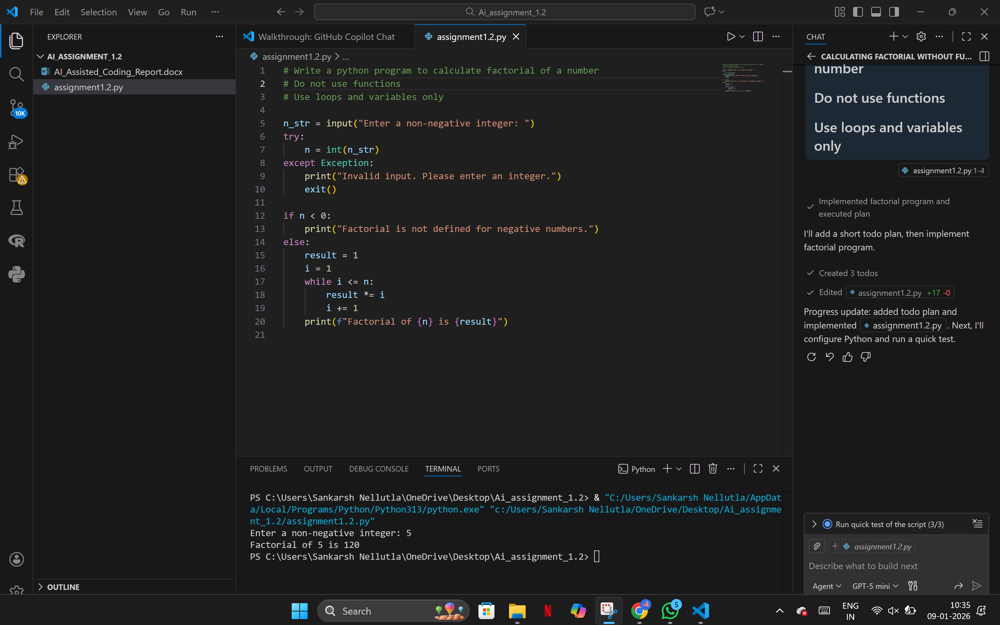 File Edit Selection View Go Run ...
Ai_assignment_1.2
EXPLORER
AI_ASSIGNMENT_1.2
AI_Assisted_Coding_Report.docx
assignment1.2.py
10K
OUTLINE
Walkthrough: GitHub Copilot Chat
assignment1.2.py
assignment1.2.py > ...
1 # Write a python program to calculate factorial of a number
2 # Do not use functions
3 # Use loops and variables only
4
5 n_str = input("Enter a non-negative integer: ")
6 try:
7     n = int(n_str)
8 except Exception:
9     print("Invalid input. Please enter an integer.")
10     exit()
11
12 if n < 0:
13     print("Factorial is not defined for negative numbers.")
14 else:
15     result = 1
16     i = 1
17     while i <= n:
18         result *= i
19         i += 1
20     print(f"Factorial of {n} is {result}")
21
PROBLEMS OUTPUT DEBUG CONSOLE TERMINAL PORTS
Python
PS C:\Users\Sankarsh Nellutla\OneDrive\Desktop\Ai_assignment_1.2> & "C:/Users/Sankarsh Nellutla/AppDat
a/Local/Programs/Python/Python313/python.exe" "c:/Users/Sankarsh Nellutla/OneDrive/Desktop/Ai_assignme
nt_1.2/assignment1.2.py"
Enter a non-negative integer: 5
Factorial of 5 is 120
PS C:\Users\Sankarsh Nellutla\OneDrive\Desktop\Ai_assignment_1.2>
CHAT
CALCULATING FACTORIAL WITHOUT FU...
number
Do not use functions
Use loops and variables
only
assignment1.2.py:1-4
Implemented factorial program and
executed plan
I'll add a short todo plan, then implement
factorial program.
Created 3 todos
Edited assignment1.2.py +17 -0
Progress update: added todo plan and
implemented assignment1.2.py . Next, I'll
configure Python and run a quick test.
Run quick test of the script (3/3)
assignment1.2.py
Describe what to build next
Agent GPT-5 mini
Search
5
ENG
IN
10:35
09-01-2026